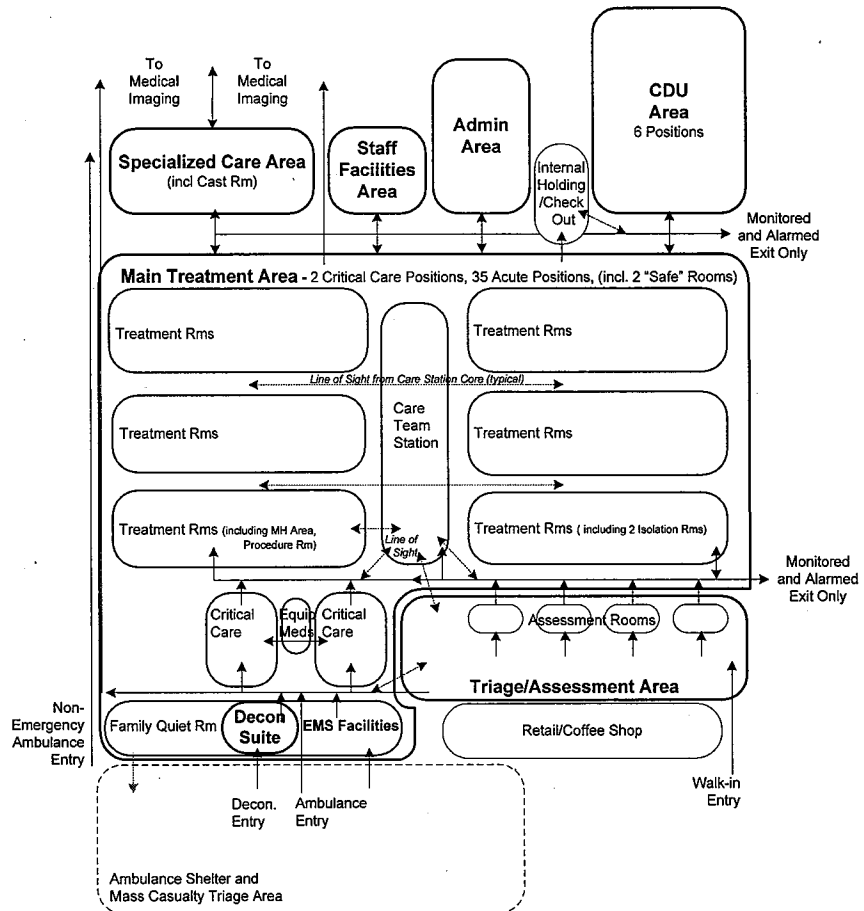 To
Medical
Imaging
To
Medical
Imaging
CDU
Area
6 Positions
Admin
Area
Specialized Care Area
(incl Cast Rm)
Staff
Facilities
Area
Internal
Holding
/Check
Out
Monitored
and Alarmed
Exit Only
Main Treatment Area - 2 Critical Care Positions, 35 Acute Positions, (incl. 2 "Safe" Rooms)
Treatment Rms
Treatment Rms
Line of Sight from Care Station Core (typical)
Care
Team
Station
Treatment Rms
Treatment Rms
Treatment Rms (including MH Area,
Procedure Rm)
Line of
Sight
Treatment Rms ( including 2 Isolation Rms)
Monitored
and Alarmed
Exit Only
Critical
Care
Equip
Meds
Critical
Care
Assessment Rooms
Triage/Assessment Area
Non-
Emergency
Ambulance
Entry
Family Quiet Rm
Decon
Suite
EMS Facilities
Retail/Coffee Shop
Decon.
Entry
Ambulance
Entry
Walk-in
Entry
Ambulance Shelter and
Mass Casualty Triage Area